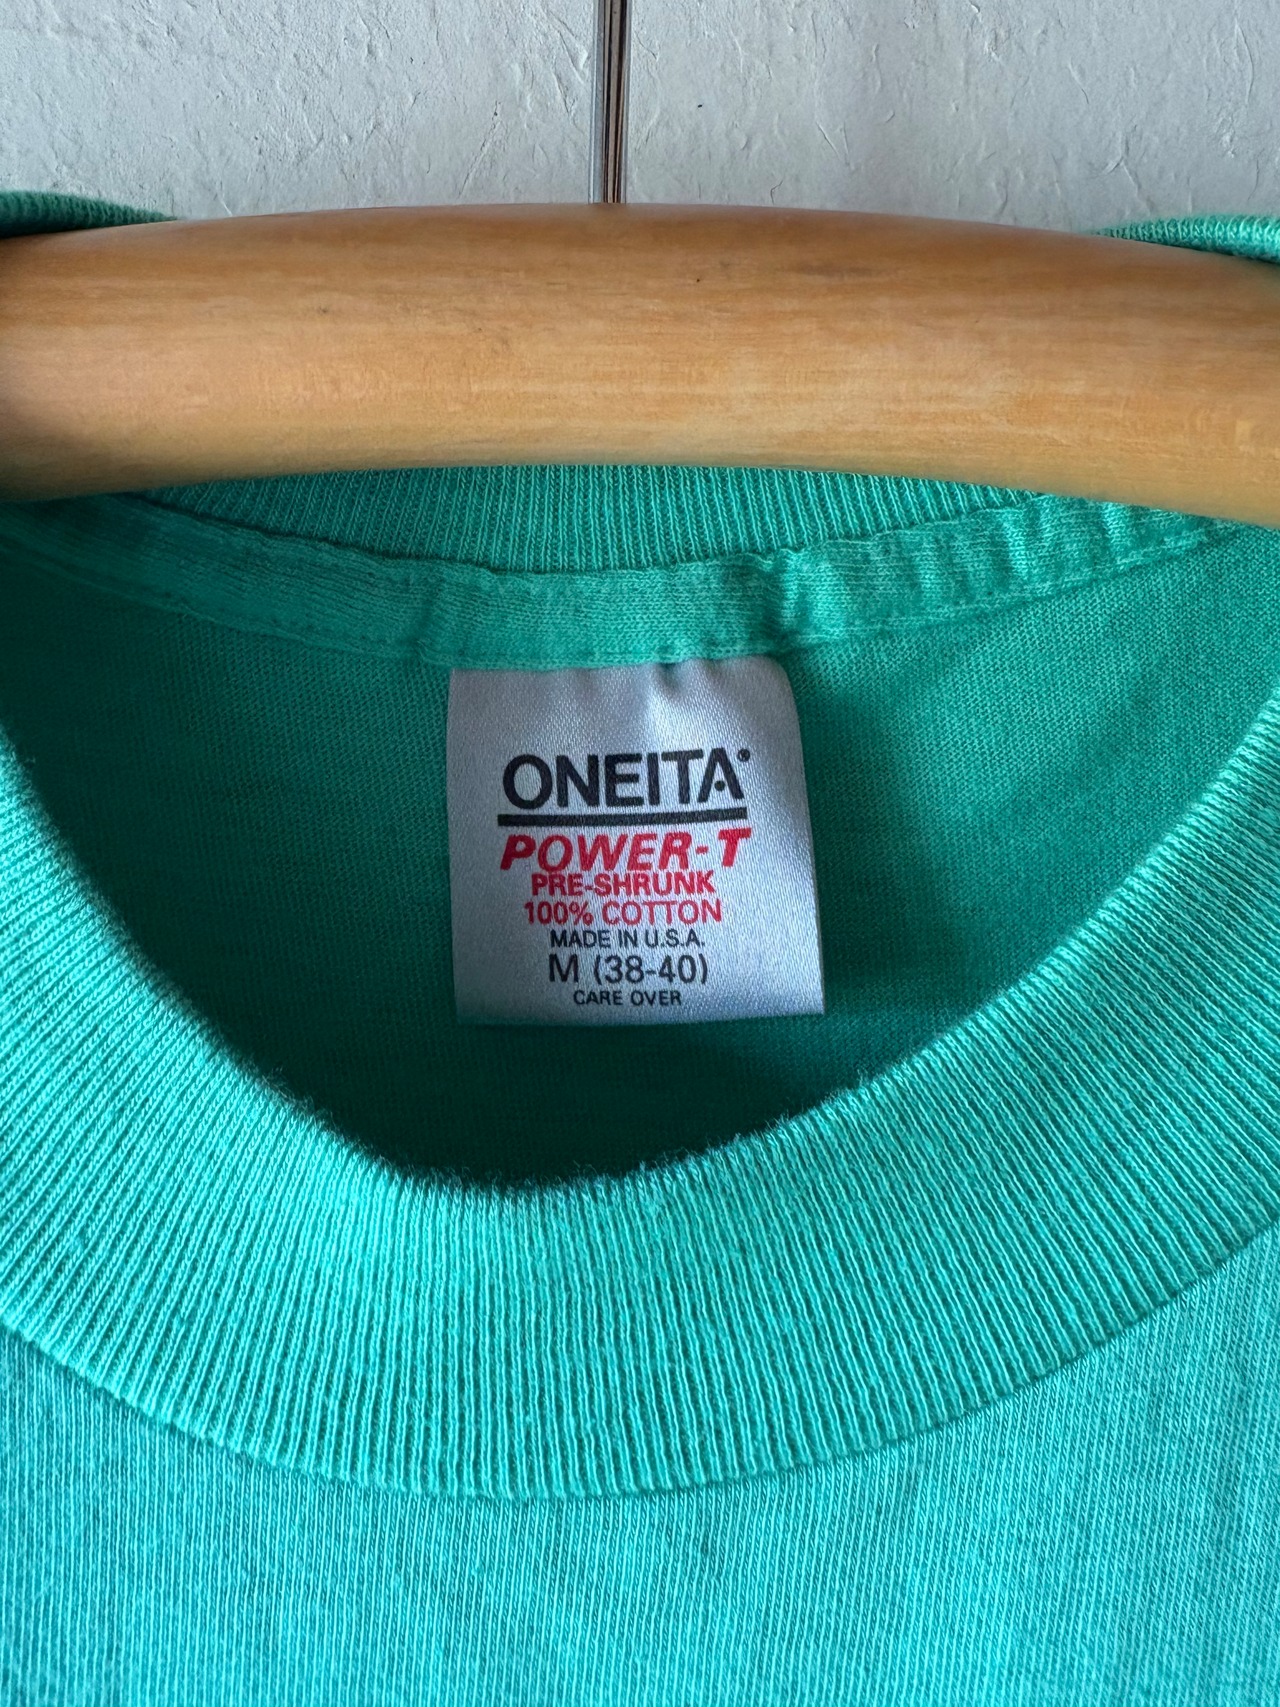 ONEITA®
POWER-T
PRE-SHRUNK
100% COTTON
MADE IN U.S.A.
M (38-40)
CARE OVER